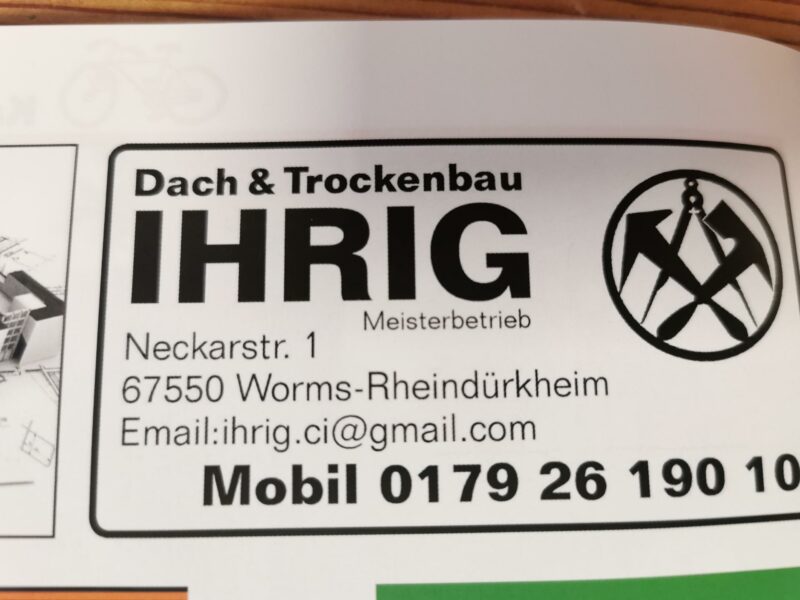 Dach & Trockenbau
IHRIG
Meisterbetrieb
Neckarstr. 1
67550 Worms-Rheindürkheim
Email:ihrig.ci@gmail.com
Mobil 0179 26 190 10